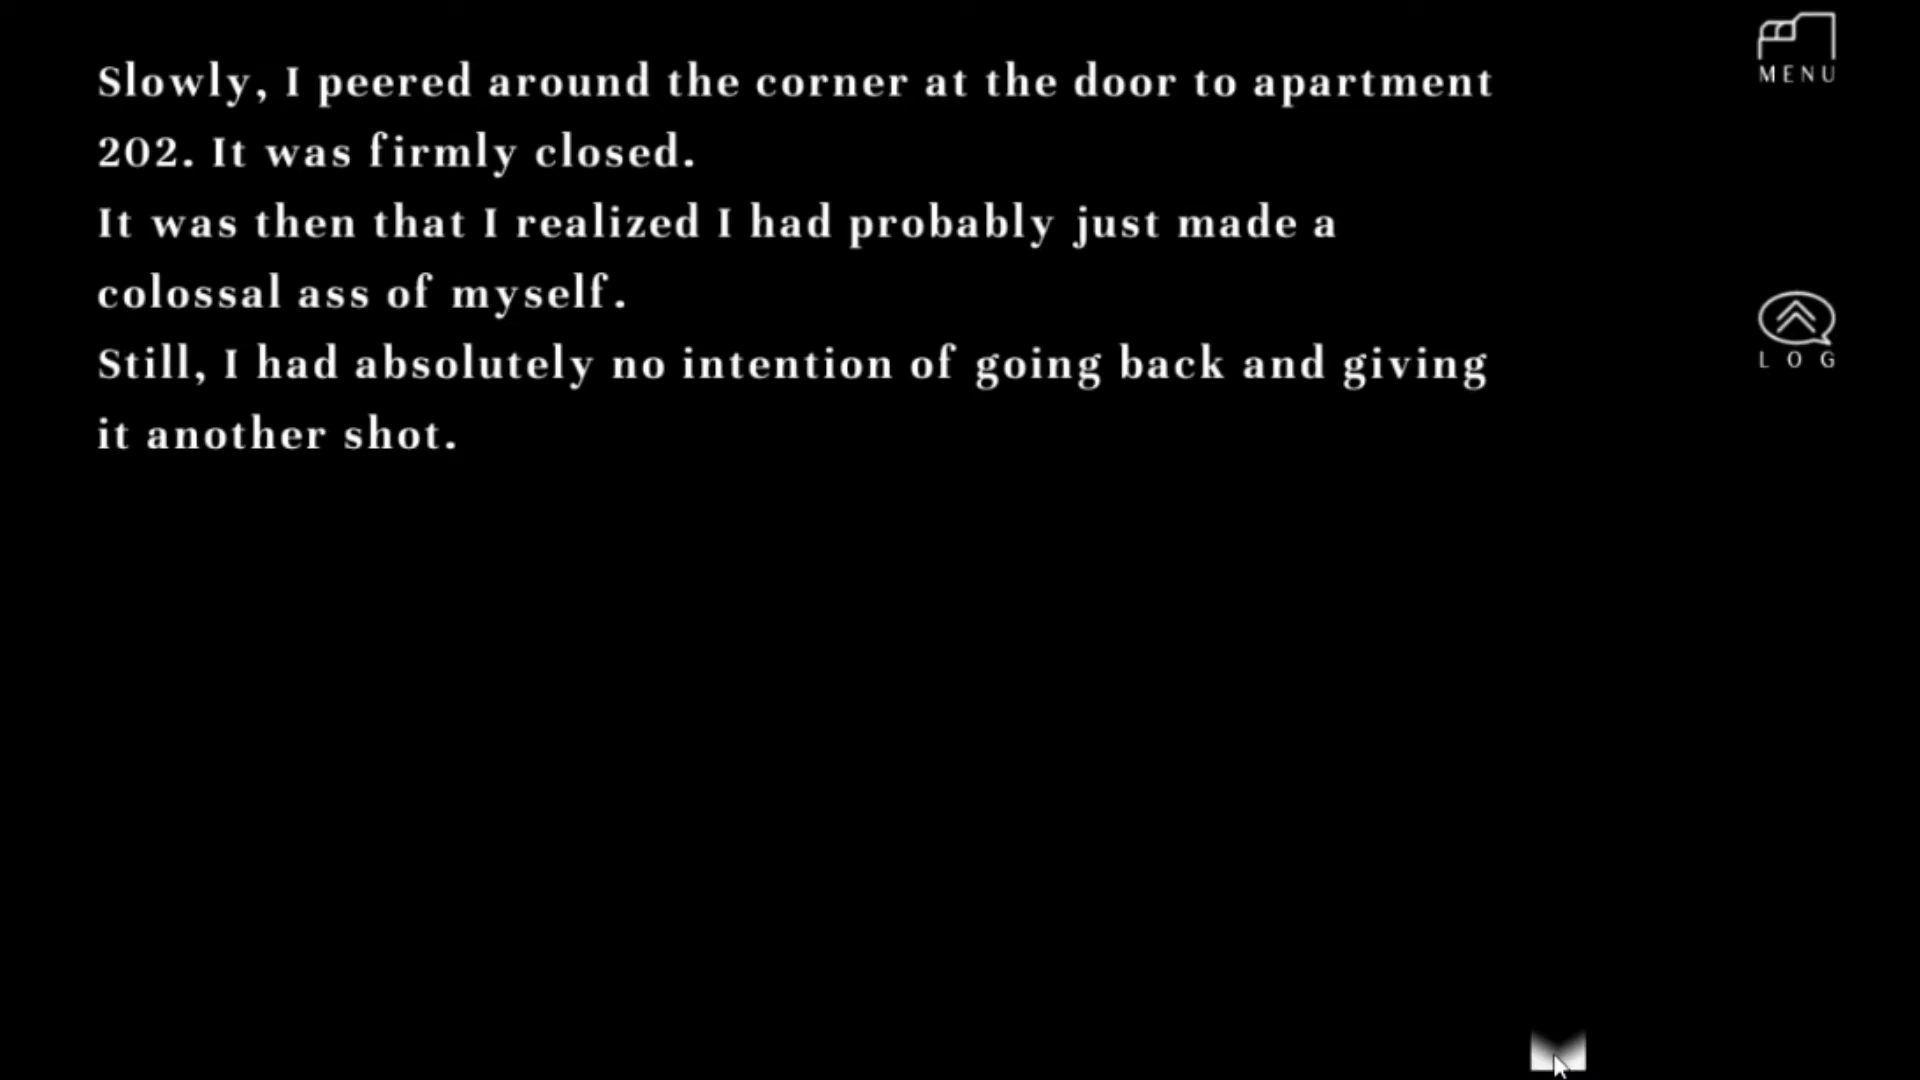 Slowly, I peered around the corner at the door to apartment
202. It was firmly closed.
It was then that I realized I had probably just made a
colossal ass of myself.
Still, I had absolutely no intention of going back and giving
it another shot.
MENU
LOG